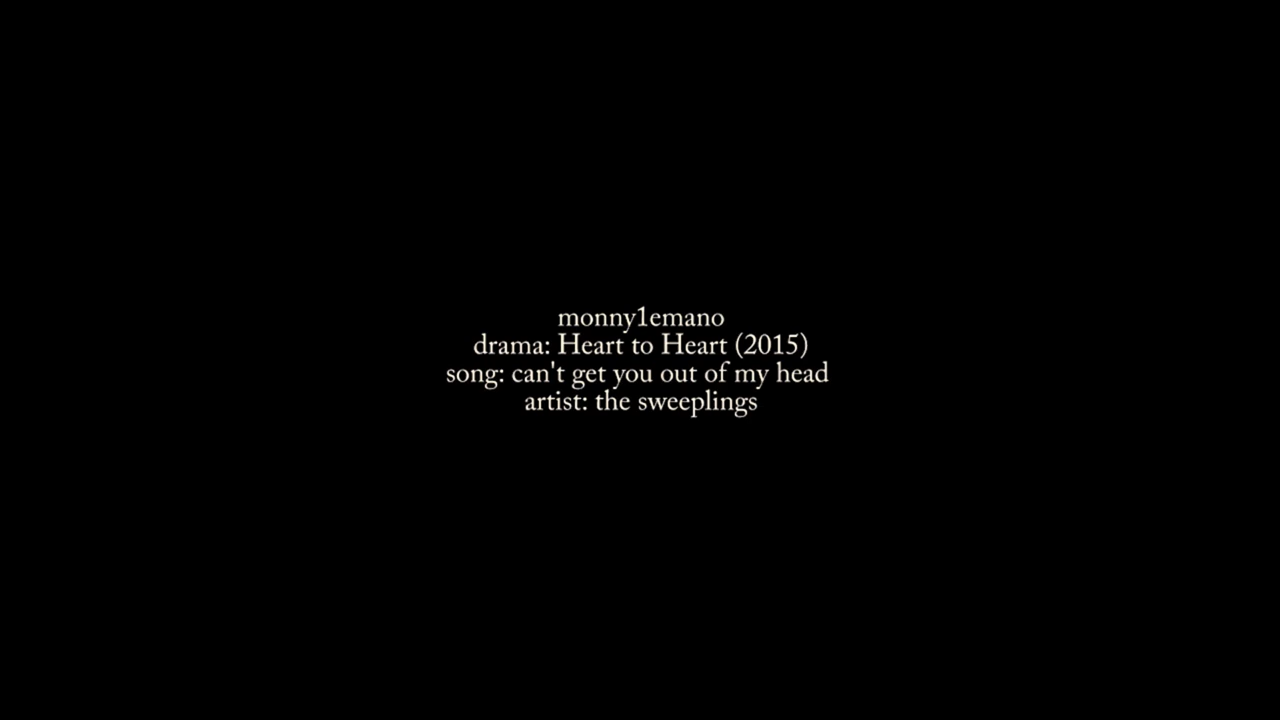 monny1emano
drama: Heart to Heart (2015)
song: can't get you out of my head
artist: the sweeplings